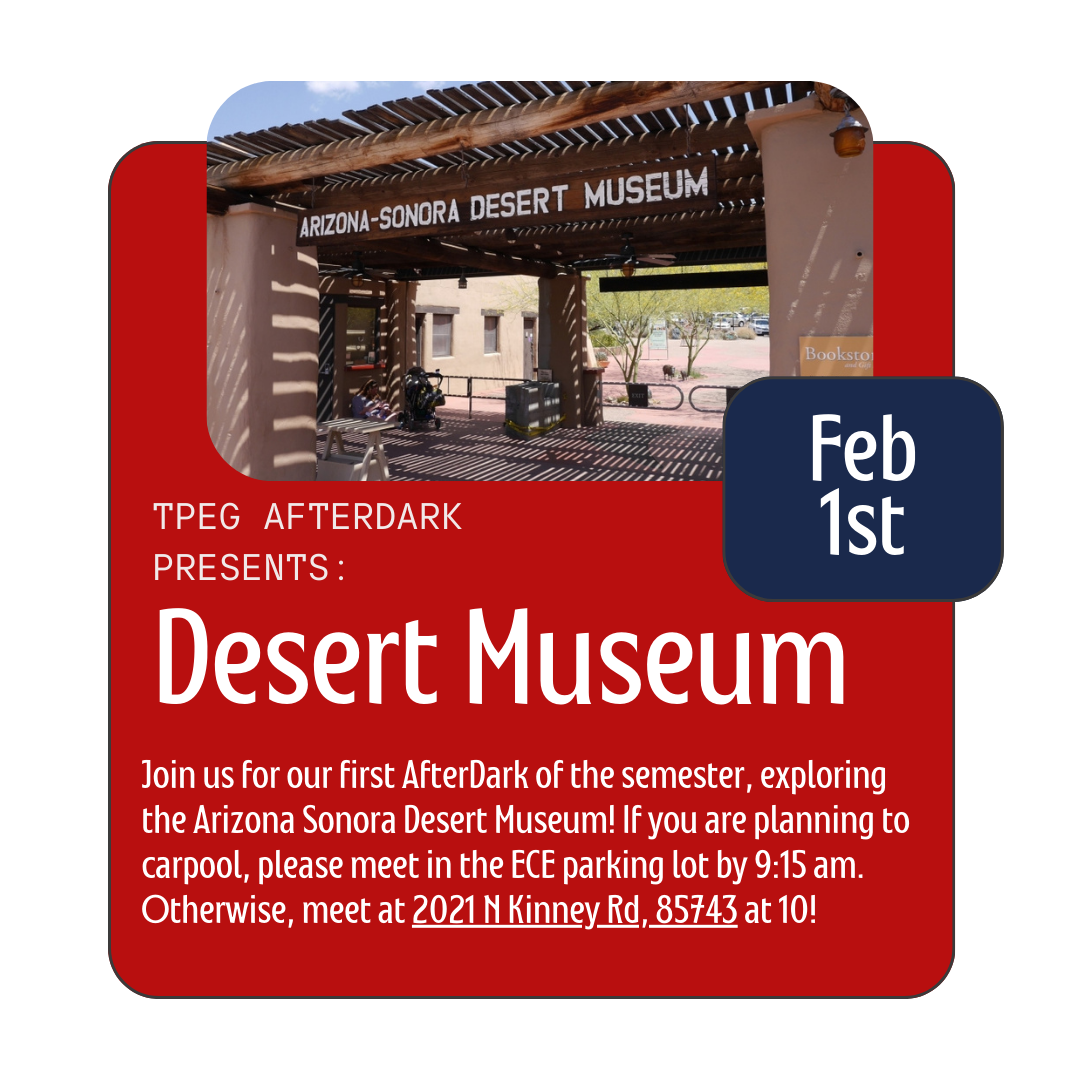 ARIZONA-SONORA DESERT MUSEUM
EXIT
Feb
1st
TPEG AFTERDARK
PRESENTS:
Desert Museum
Join us for our first AfterDark of the semester, exploring
the Arizona Sonora Desert Museum! If you are planning to
carpool, please meet in the ECE parking lot by 9:15 am.
Otherwise, meet at 2021 N Kinney Rd, 85743 at 10!